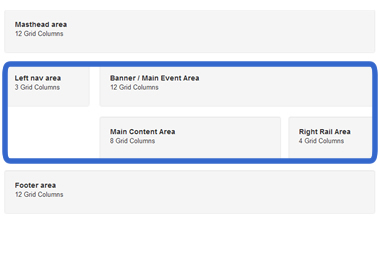 Masthead area
12 Grid Columns
Left nav area
3 Grid Columns
Banner / Main Event Area
12 Grid Columns
Main Content Area
8 Grid Columns
Right Rail Area
4 Grid Columns
Footer area
12 Grid Columns